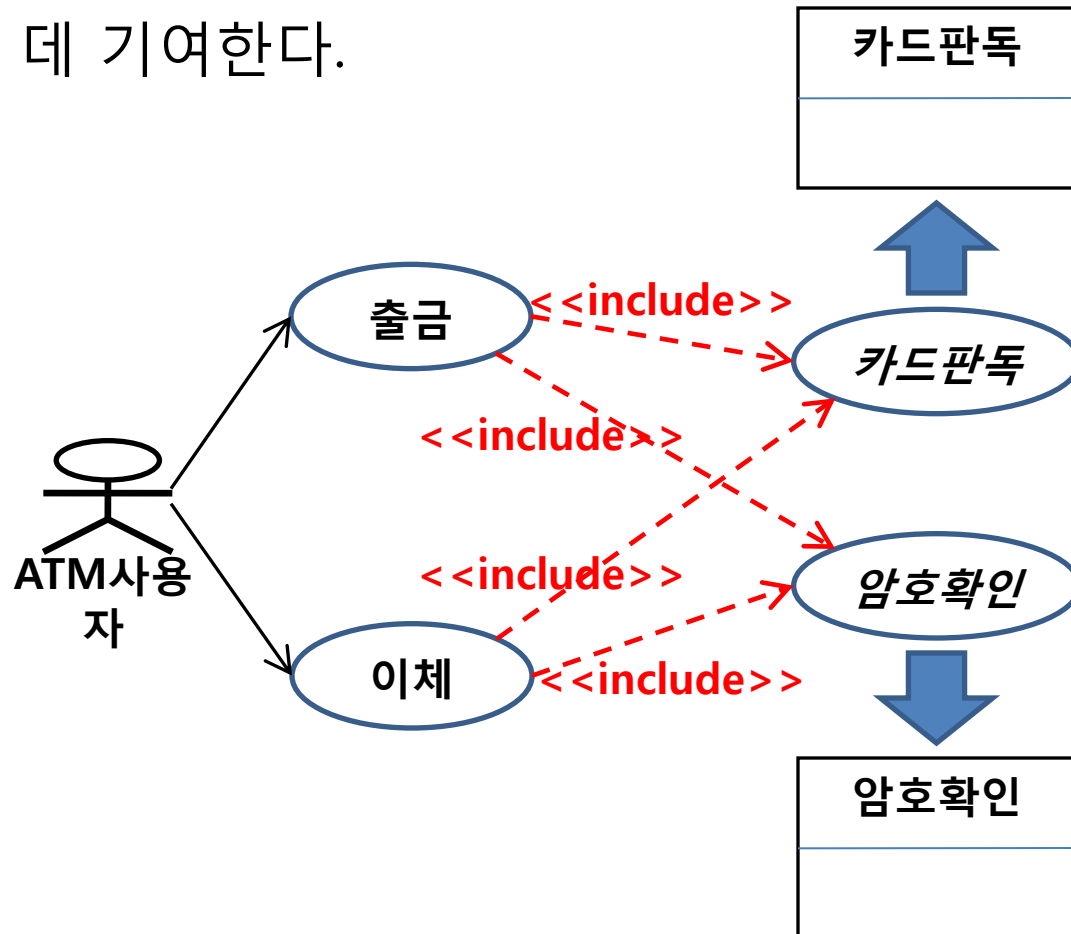 데 기여한다.
카드판독
<<include>>
출금
카드판독
<<include>>
ATM사용
자
<<include>>
암호확인
이체
<<include>>
암호확인